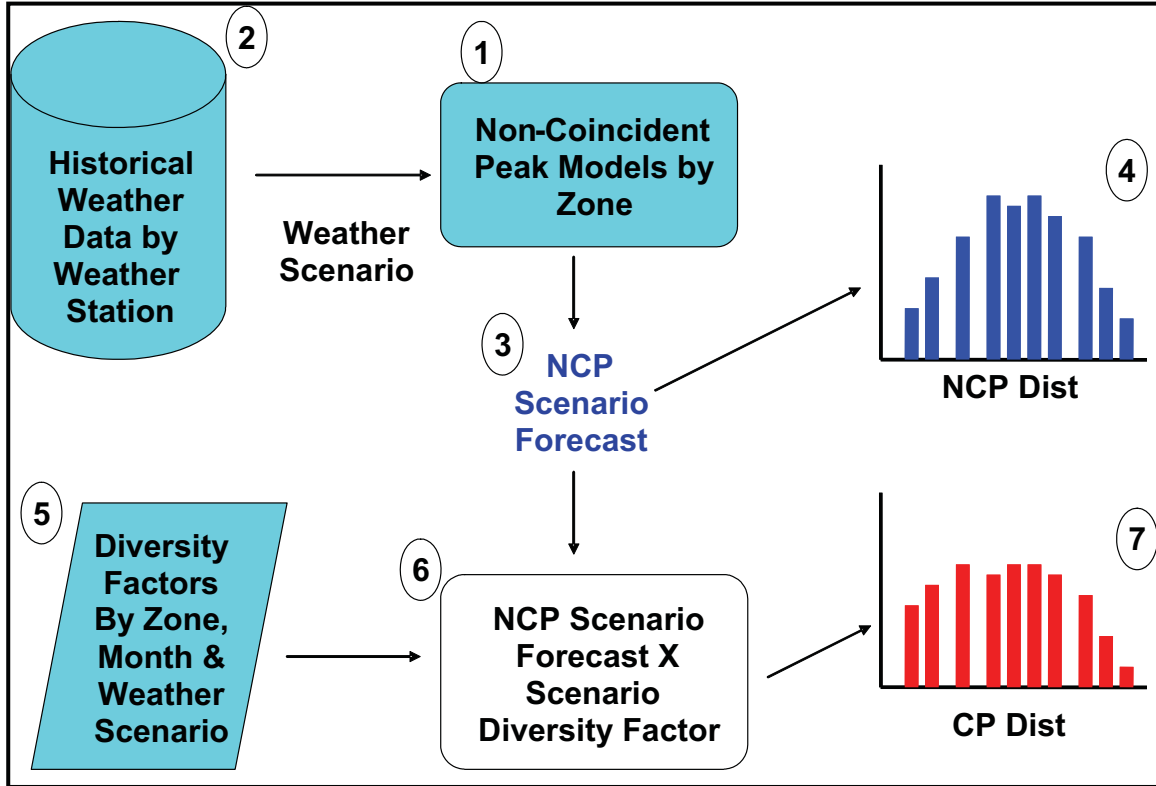 2
1
Historical
Weather
Data by
Weather
Station
Weather
Scenario
Non-Coincident
Peak Models by
Zone
3
NCP
Scenario
Forecast
4
NCP Dist
5
Diversity
Factors
By Zone,
Month &
Weather
Scenario
6
NCP Scenario
Forecast X
Scenario
Diversity Factor
7
CP Dist